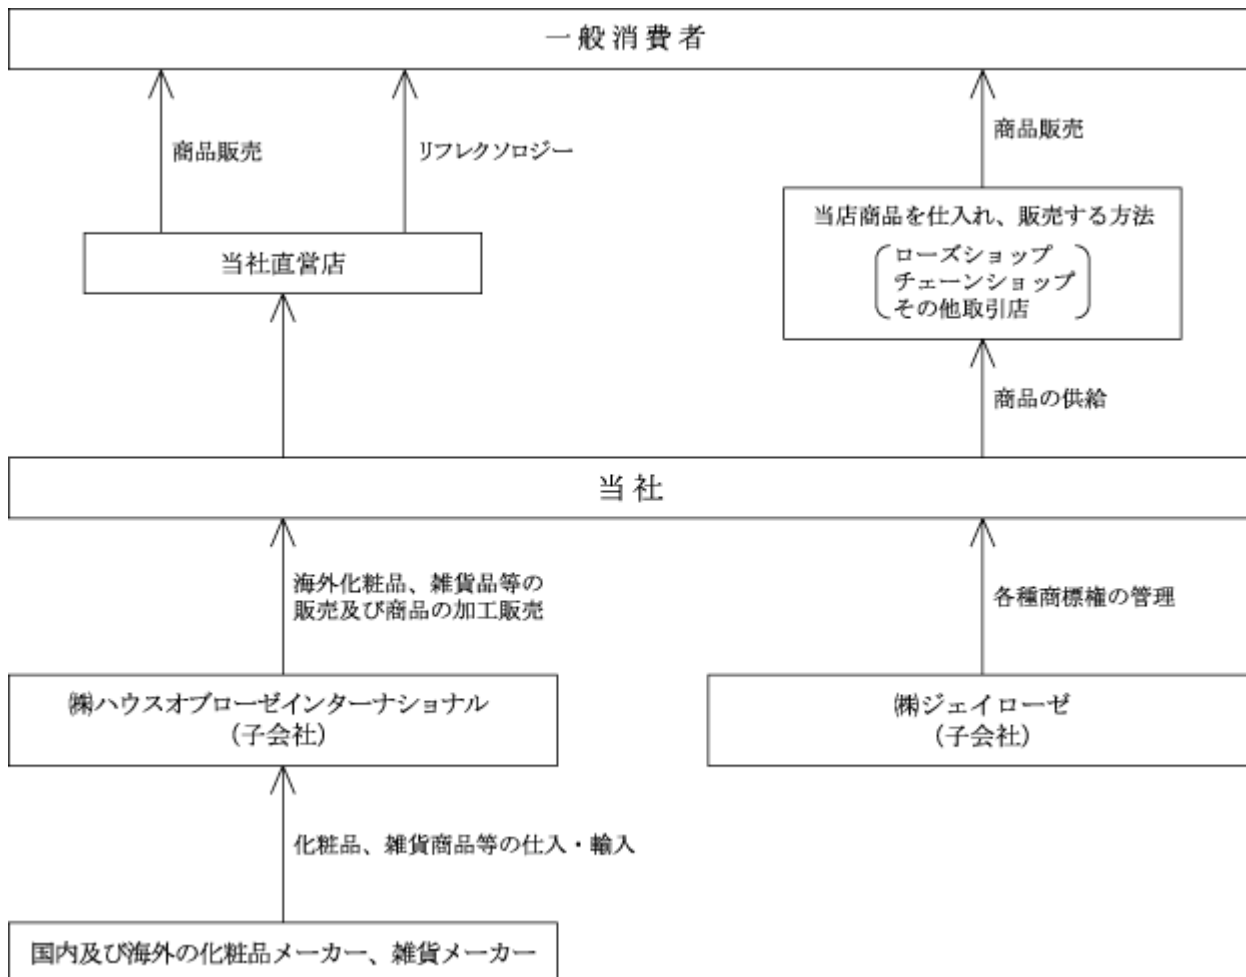 一般消費者
商品販売
リフレクソロジー
商品販売
当社直営店
当店商品を仕入れ、販売する方法
ローズショップ
チェーンショップ
その他取引店
商品の供給
当社
海外化粧品、雑貨品等の
販売及び商品の加工販売
各種商標権の管理
㈱ハウスオブローゼインターナショナル
（子会社）
㈱ジェイローゼ
（子会社）
化粧品、雑貨商品等の仕入・輸入
国内及び海外の化粧品メーカー、雑貨メーカー